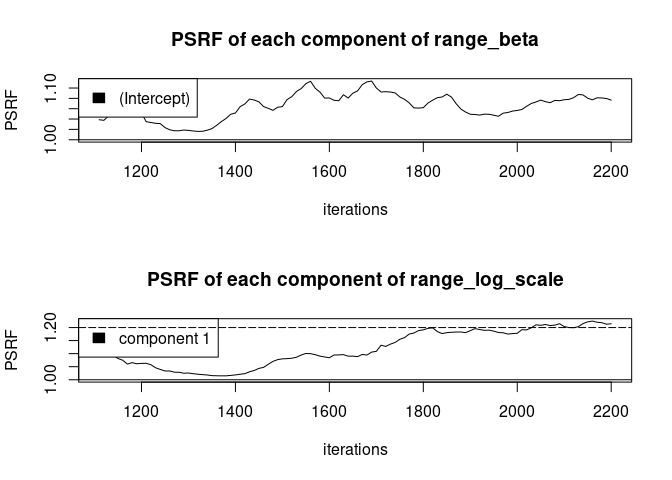 PSRF of each component of range_beta
PSRF
1.10
1.00
(Intercept)
1200 1400 1600 1800 2000 2200
iterations
PSRF of each component of range_log_scale
PSRF
1.20
1.00
component 1
1200 1400 1600 1800 2000 2200
iterations